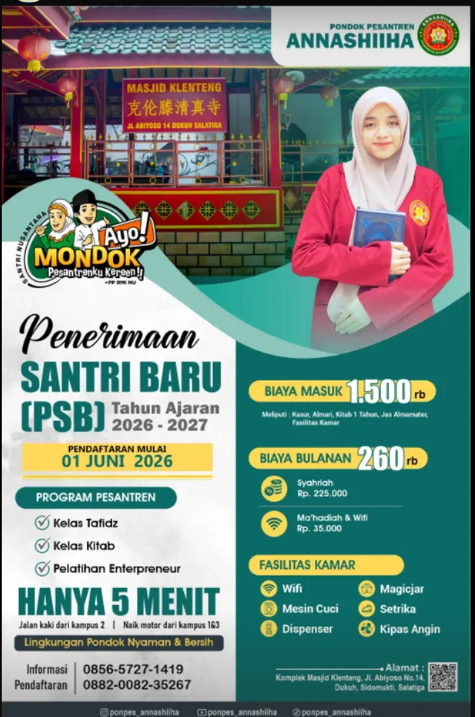 PONDOK PESANTREN
ANNASHIIHA
MASJID KLENTENG
克伦滕清真寺
JL ABIYOSO 14 DUKUH SALATIGA
SANTRI NUSANTARA
Ayo!
MONDOK
Pesantrenku Kereen!!
PP RMI NU
Penerimaan
SANTRI BARU
(PSB) Tahun Ajaran
2026 - 2027
PENDAFTARAN MULAI
01 JUNI 2026
PROGRAM PESANTREN
Kelas Tafidz
Kelas Kitab
Pelatihan Enterpreneur
HANYA 5 MENIT
Jalan kaki dari kampus 2 | Naik motor dari kampus 1&3
Lingkungan Pondok Nyaman & Bersih
Informasi
Pendaftaran
0856-5727-1419
0882-0082-35267
BIAYA MASUK 1.500 rb
Meliputi : Kasur, Almari, Kitab 1 Tahun, Jas Almamater,
Fasilitas Kamar
BIAYA BULANAN 260 rb
Syahriah
Rp. 225.000
Ma'hadiah & Wifi
Rp. 35.000
FASILITAS KAMAR
Wifi
Mesin Cuci
Dispenser
Magicjar
Setrika
Kipas Angin
Alamat :
Komplek Masjid Klenteng, Jl. Abiyoso No.14,
Dukuh, Sidomukti, Salatiga
ponpes_annashiiha
ponpes_annashiiha
@ponpes_annashiiha